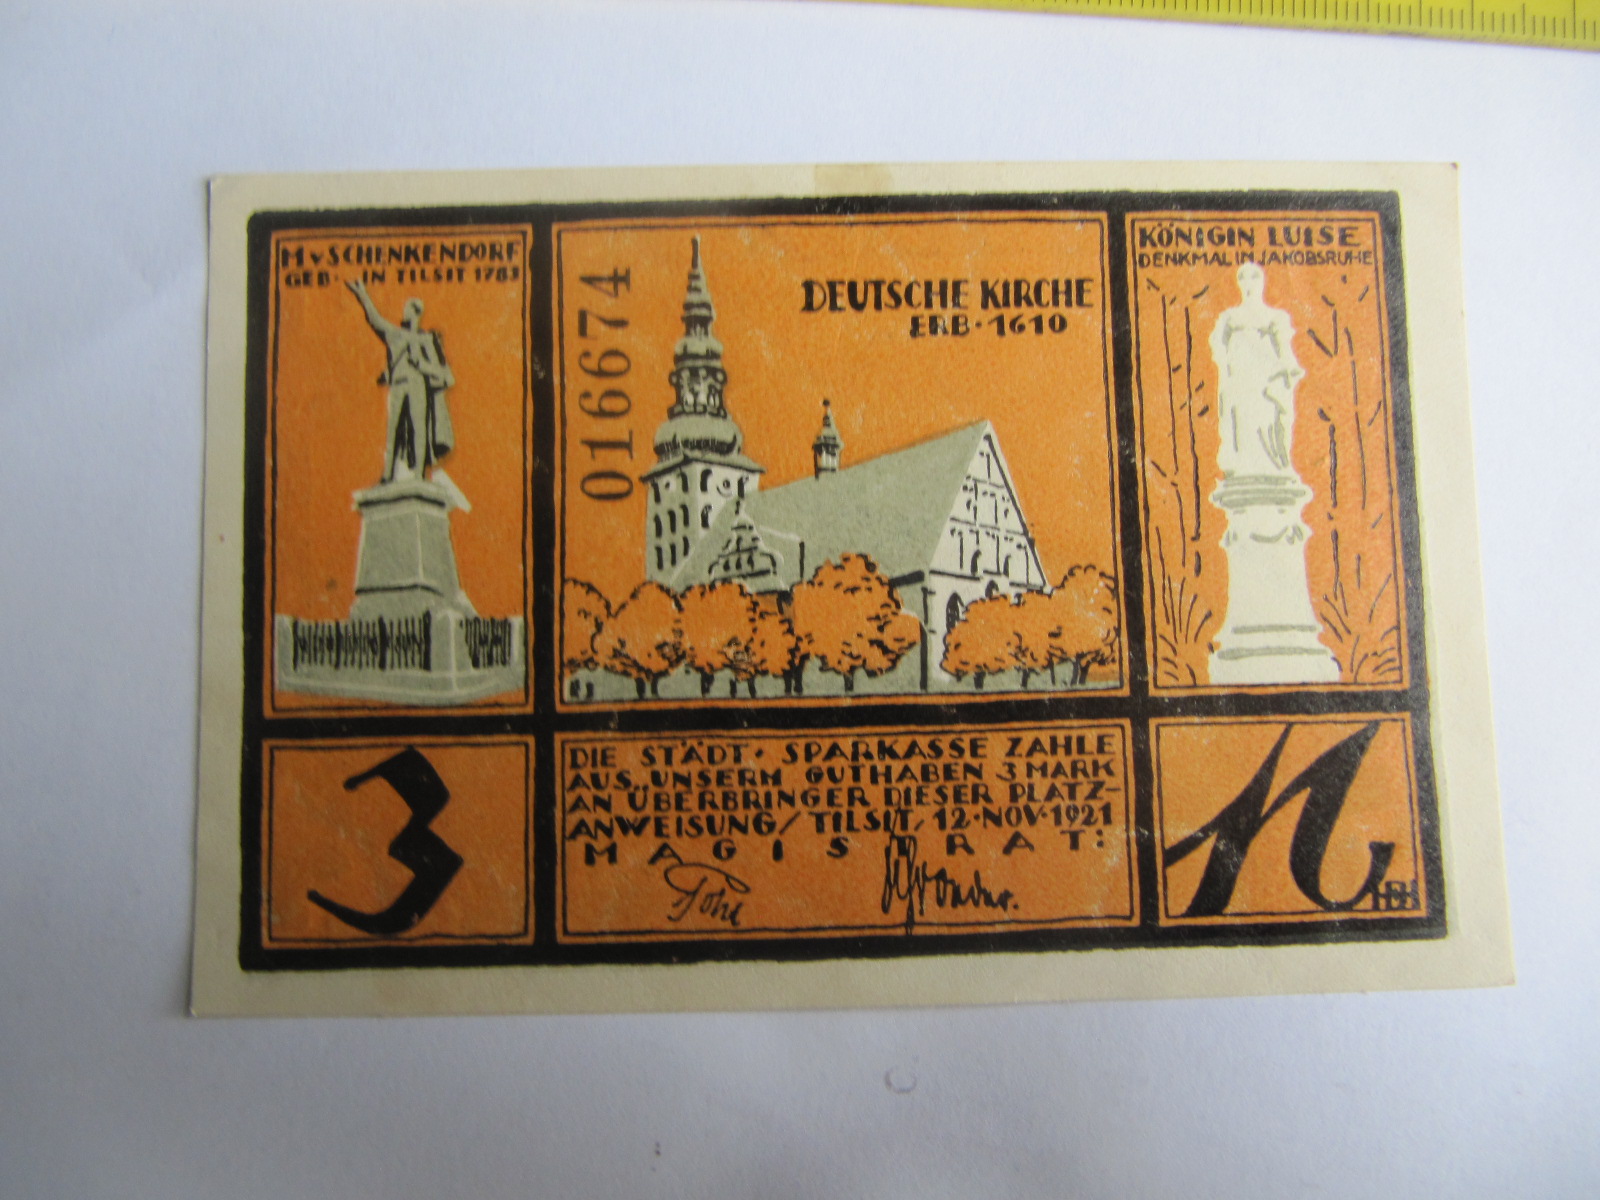 M v SCHENKENDORF
GEB. IN TILSIT 1783
016674
DEUTSCHE KIRCHE
ERB·1610
KÖNIGIN LUISE
DENKMAL IN JAKOBSRUHE
3
DIE STÄDT· SPARKASSE ZAHLE
AUS UNSERM GUTHABEN 3 MARK
AN ÜBERBRINGER DIESER PLATZ-
ANWEISUNG/TILSIT, 12·NOV·1921
MAGISTRAT:
Pohl
M